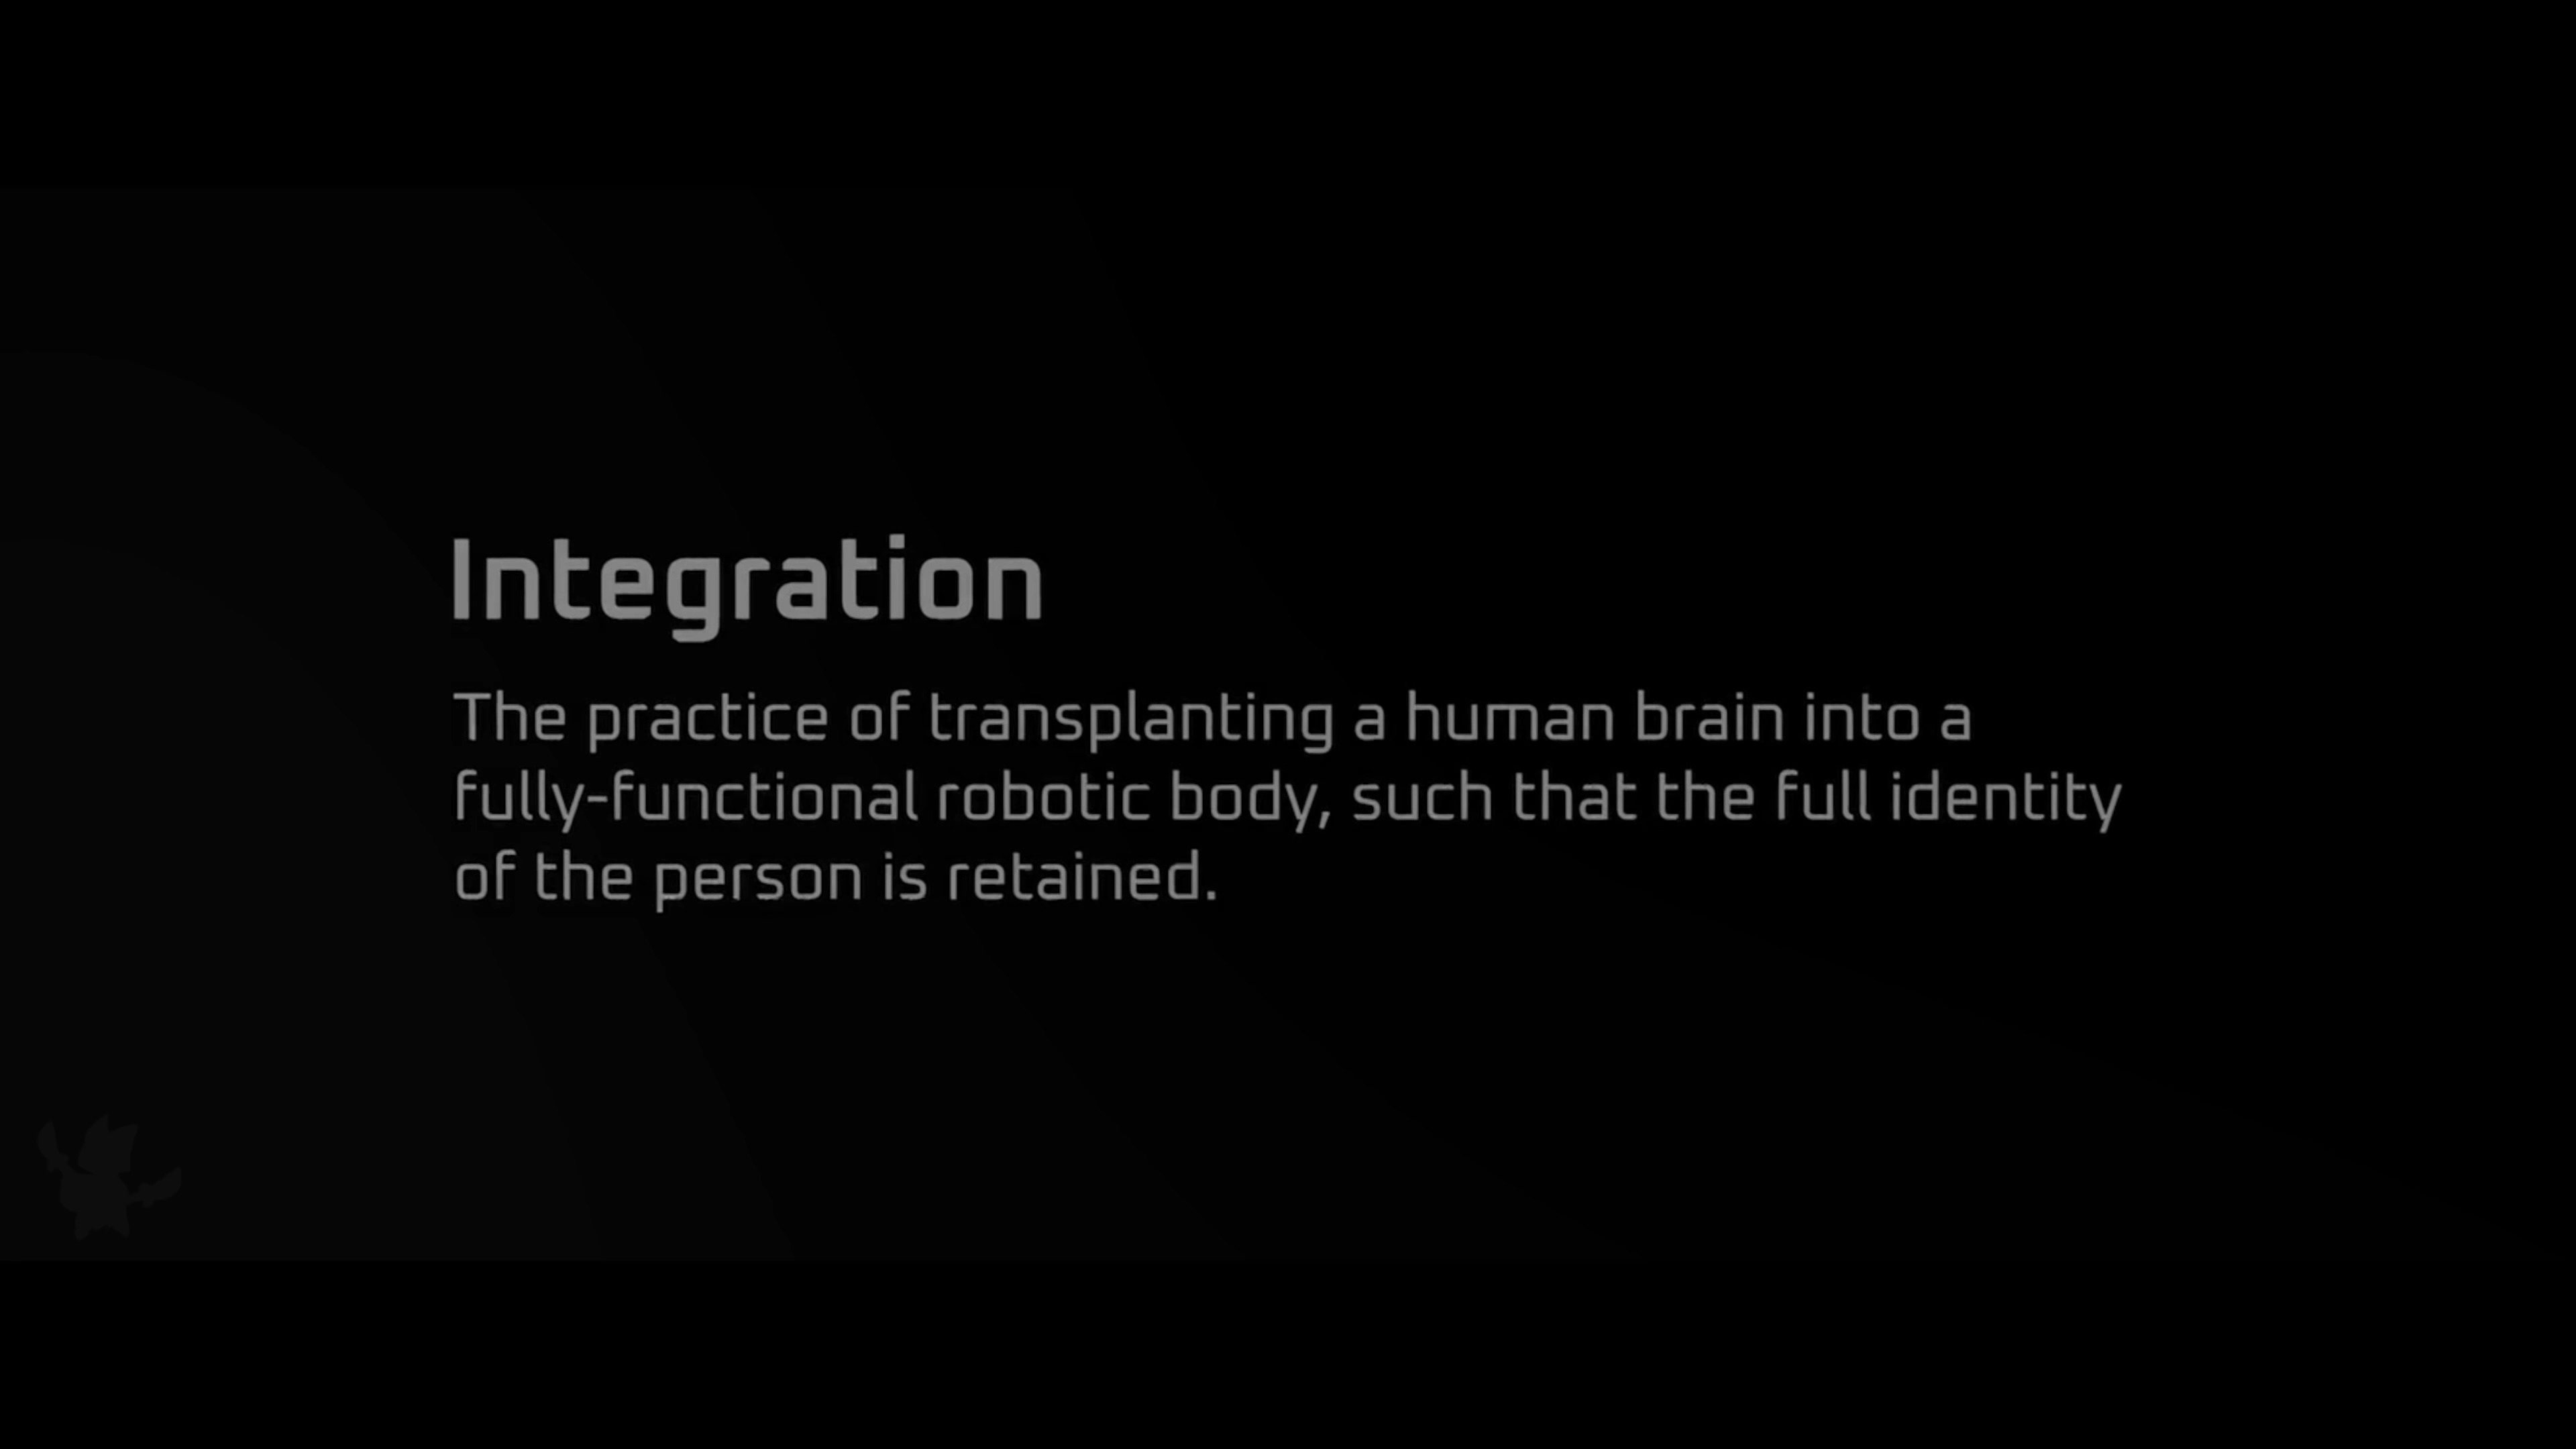 Integration
The practice of transplanting a human brain into a
fully-functional robotic body, such that the full identity
of the person is retained.